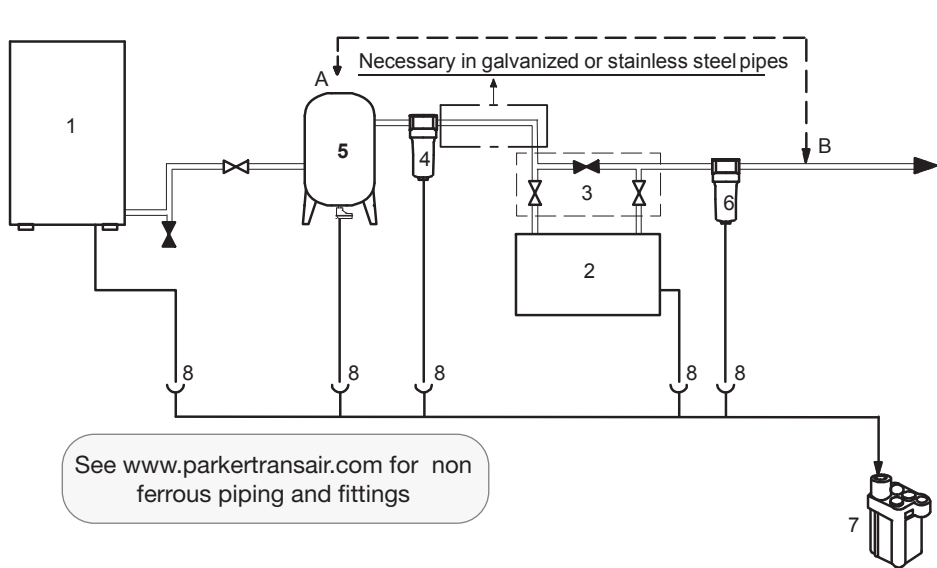 Necessary in galvanized or stainless steel pipes
A
1
5
4
B
3
6
2
8
8
8
8
8
See www.parkertransair.com for non
ferrous piping and fittings
7